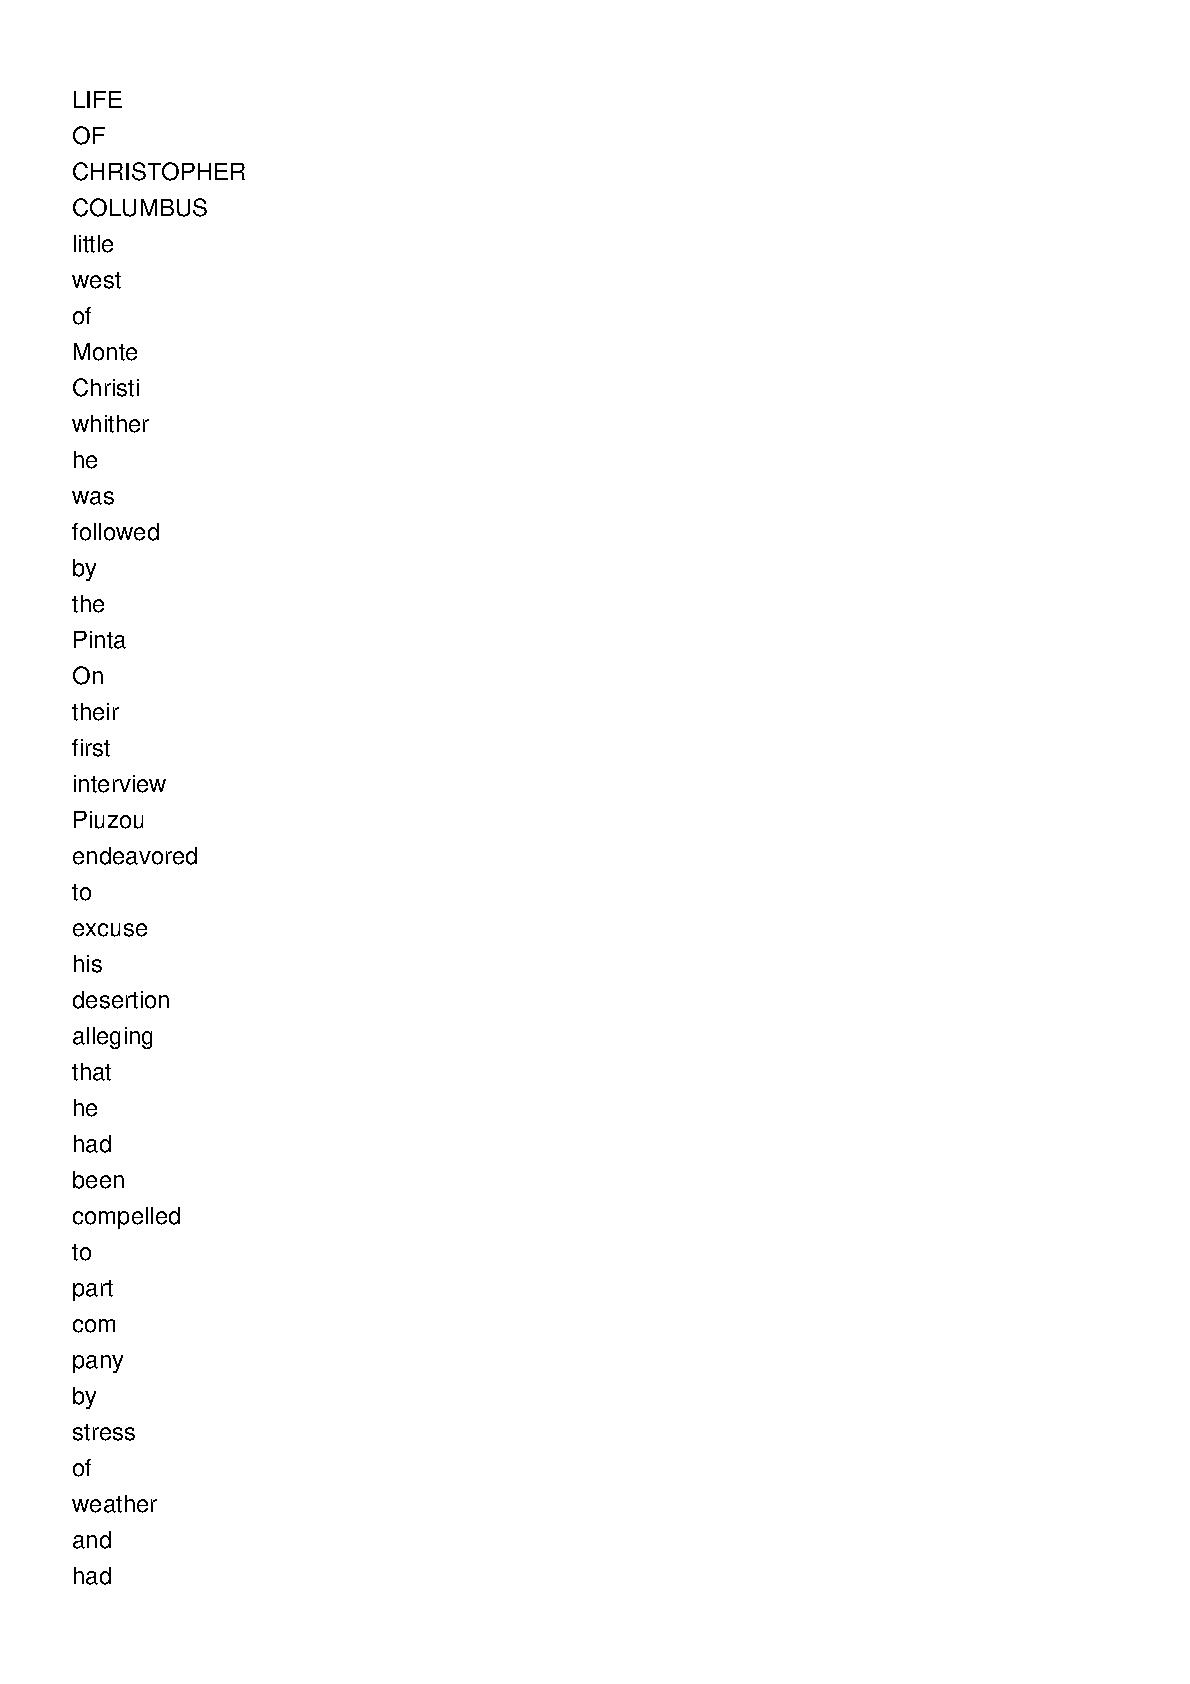 LIFE
OF
CHRISTOPHER
COLUMBUS
little
west
of
Monte
Christi
whither
he
was
followed
by
the
Pinta
On
their
first
interview
Piuzou
endeavored
to
excuse
his
desertion
alleging
that
he
had
been
compelled
to
part
com
pany
by
stress
of
weather
and
had